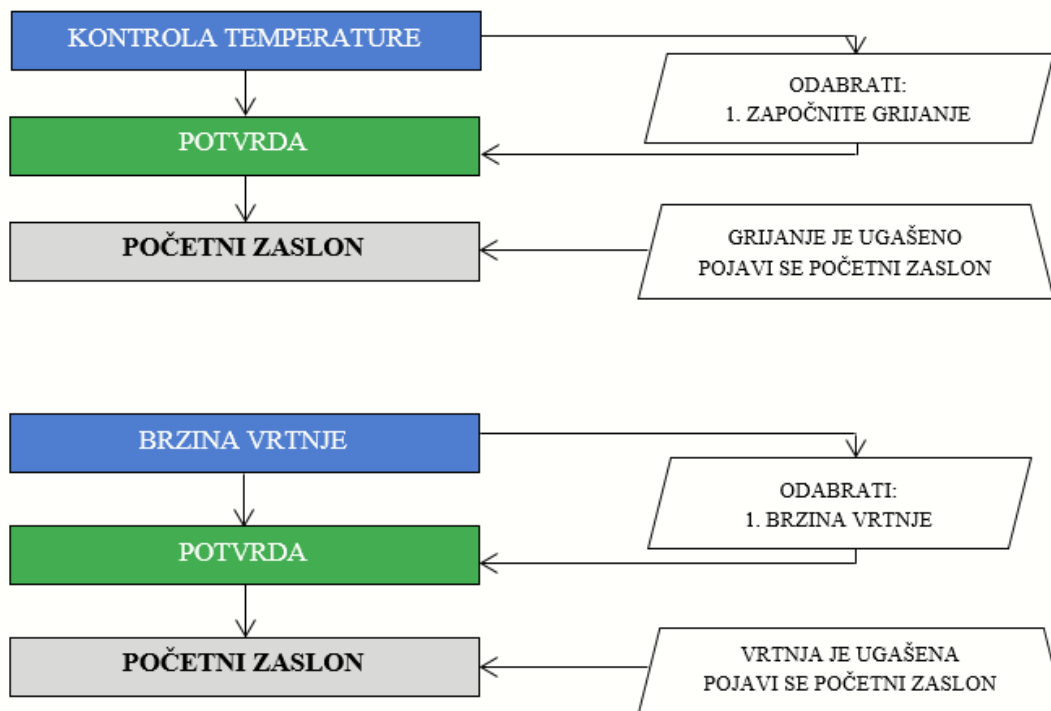 KONTROLA TEMPERATURE
ODABRATI:
1. ZAPOČNITE GRIJANJE
POTVRDA
POČETNI ZASLON
GRIJANJE JE UGAŠENO
POJAVI SE POČETNI ZASLON
BRZINA VRTNJE
ODABRATI:
1. BRZINA VRTNJE
POTVRDA
POČETNI ZASLON
VRTNJA JE UGAŠENA
POJAVI SE POČETNI ZASLON